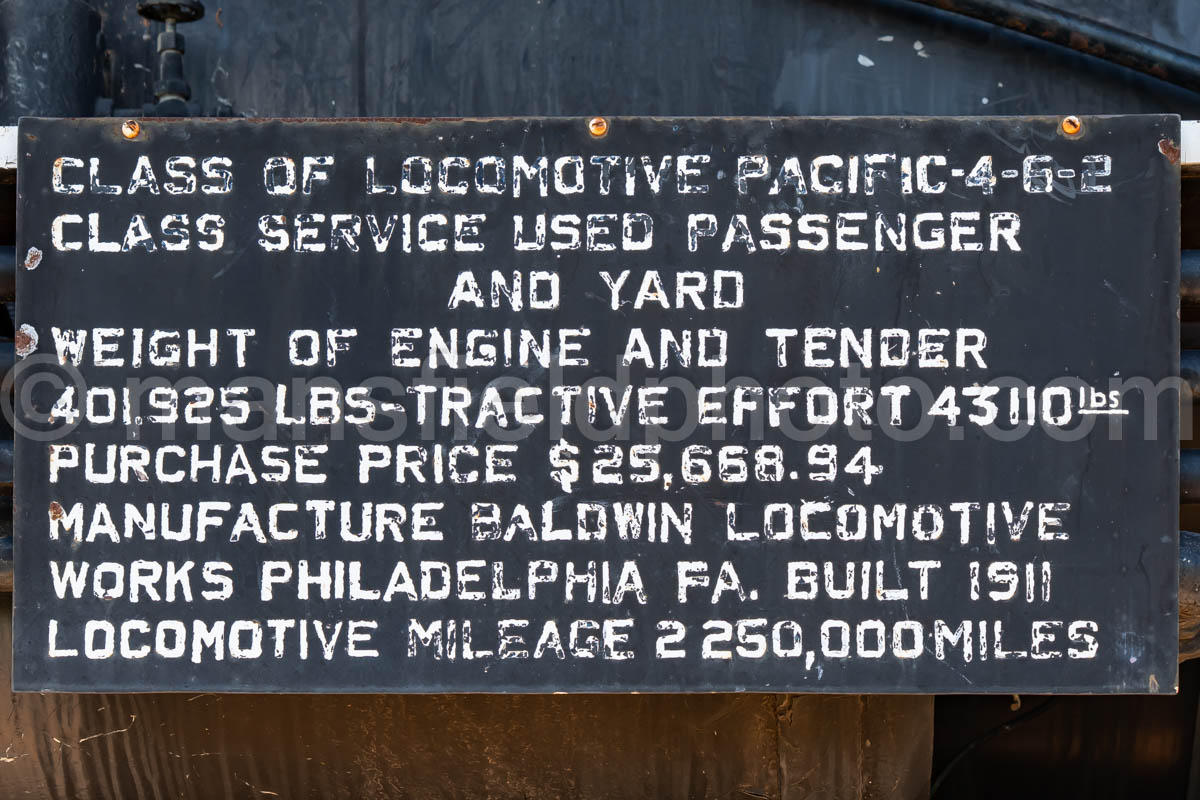 CLASS OF LOCOMOTIVE PACIFIC-4-6-2
CLASS SERVICE USED PASSENGER
AND YARD
WEIGHT OF ENGINE AND TENDER
401,925 LBS-TRACTIVE EFFORT 43110 lbs
PURCHASE PRICE $25,668.94
MANUFACTURE BALDWIN LOCOMOTIVE
WORKS PHILADELPHIA PA. BUILT 1911
LOCOMOTIVE MILEAGE 2 250,000 MILES
© mansfieldphoto.com